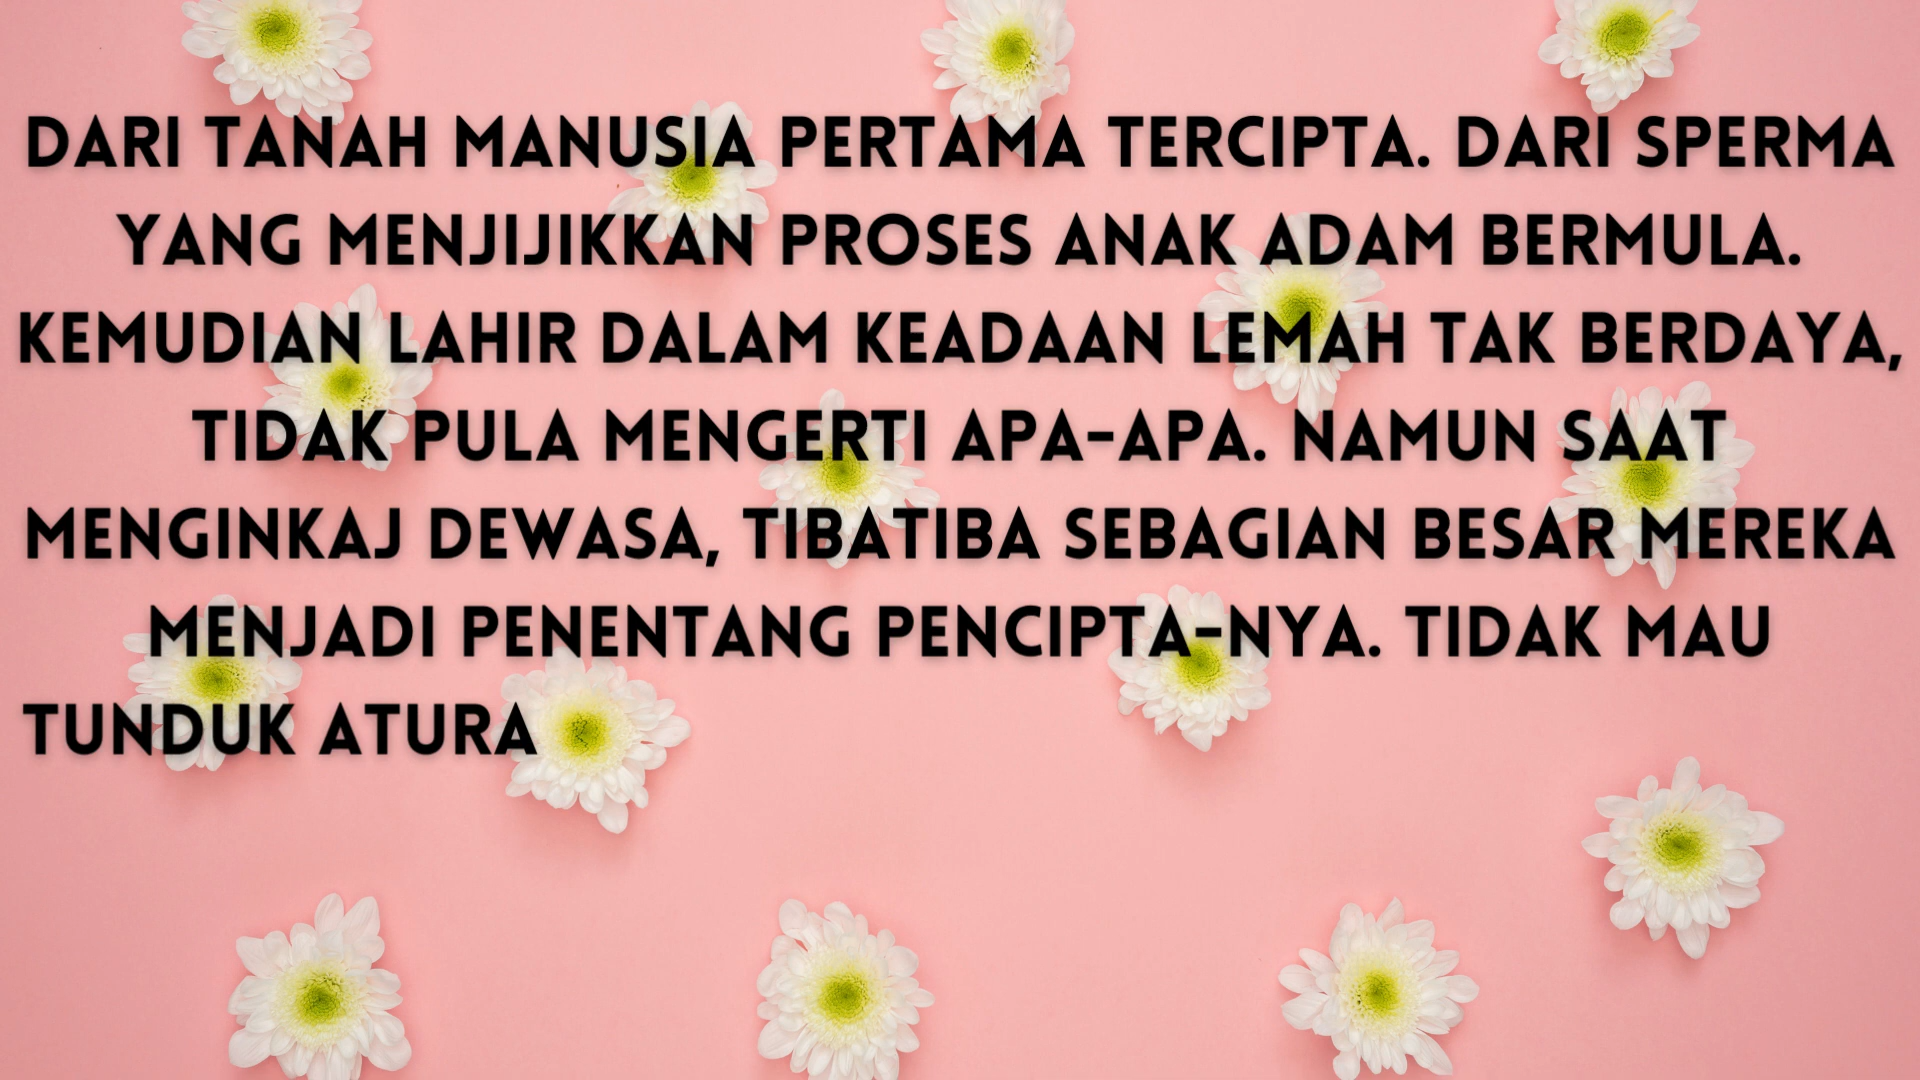 DARI TANAH MANUSIA PERTAMA TERCIPTA. DARI SPERMA
YANG MENJIJIKKAN PROSES ANAK ADAM BERMULA.
KEMUDIAN LAHIR DALAM KEADAAN LEMAH TAK BERDAYA,
TIDAK PULA MENGERTI APA-APA. NAMUN SAAT
MENGINKAJ DEWASA, TIBATIBA SEBAGIAN BESAR MEREKA
MENJADI PENENTANG PENCIPTA-NYA. TIDAK MAU
TUNDUK ATURA